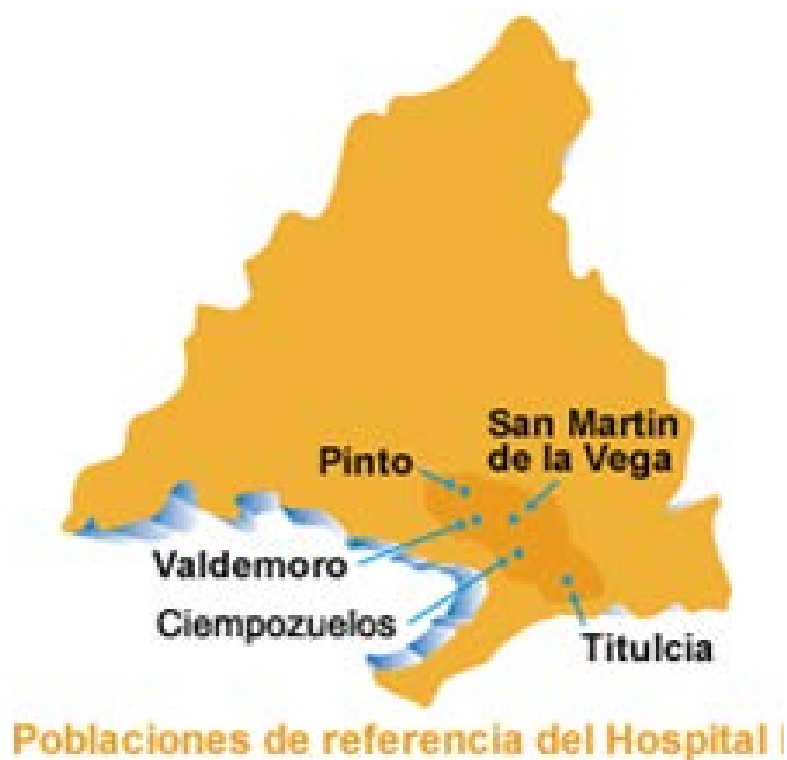 San Martin
de la Vega
Pinto
Valdemoro
Ciempozuelos
Titulcia
Poblaciones de referencia del Hospital